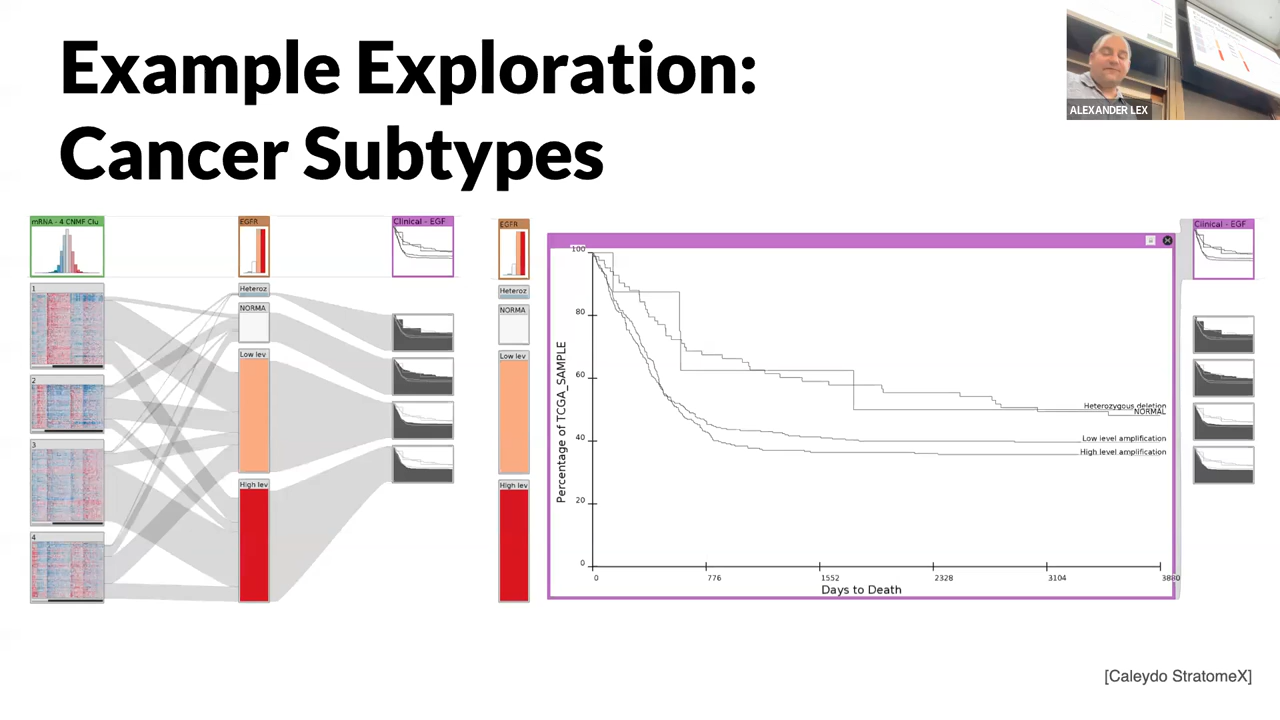 Example Exploration:
Cancer Subtypes
ALEXANDER LEX
mRNA - 4 CNMF Clu
EGFR
Clinical - EGF
1
2
3
4
Heteroz
NORMA
Low lev
High lev
EGFR
Heteroz
NORMA
Low lev
High lev
100
80
60
40
20
0
Percentage of TCGA_SAMPLE
Heterozygous deletion
NORMAL
Low level amplification
High level amplification
0 776 1552 2328 3104 3880
Days to Death
Clinical - EGF
[Caleydo StratomeX]